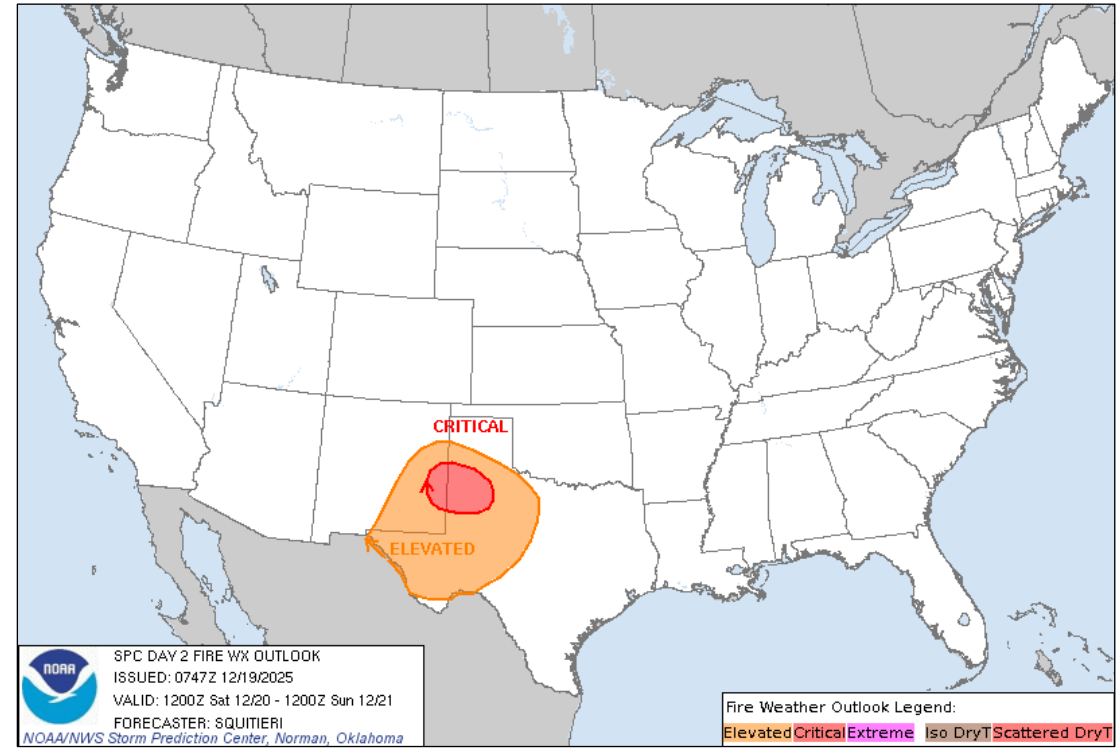 CRITICAL
ELEVATED
NOAA
SPC DAY 2 FIRE WX OUTLOOK
ISSUED: 0747Z 12/19/2025
VALID: 1200Z Sat 12/20 - 1200Z Sun 12/21
FORECASTER: SQUITIERI
NOAA/NWS Storm Prediction Center, Norman, Oklahoma
Fire Weather Outlook Legend:
Elevated Critical Extreme Iso DryT Scattered DryT